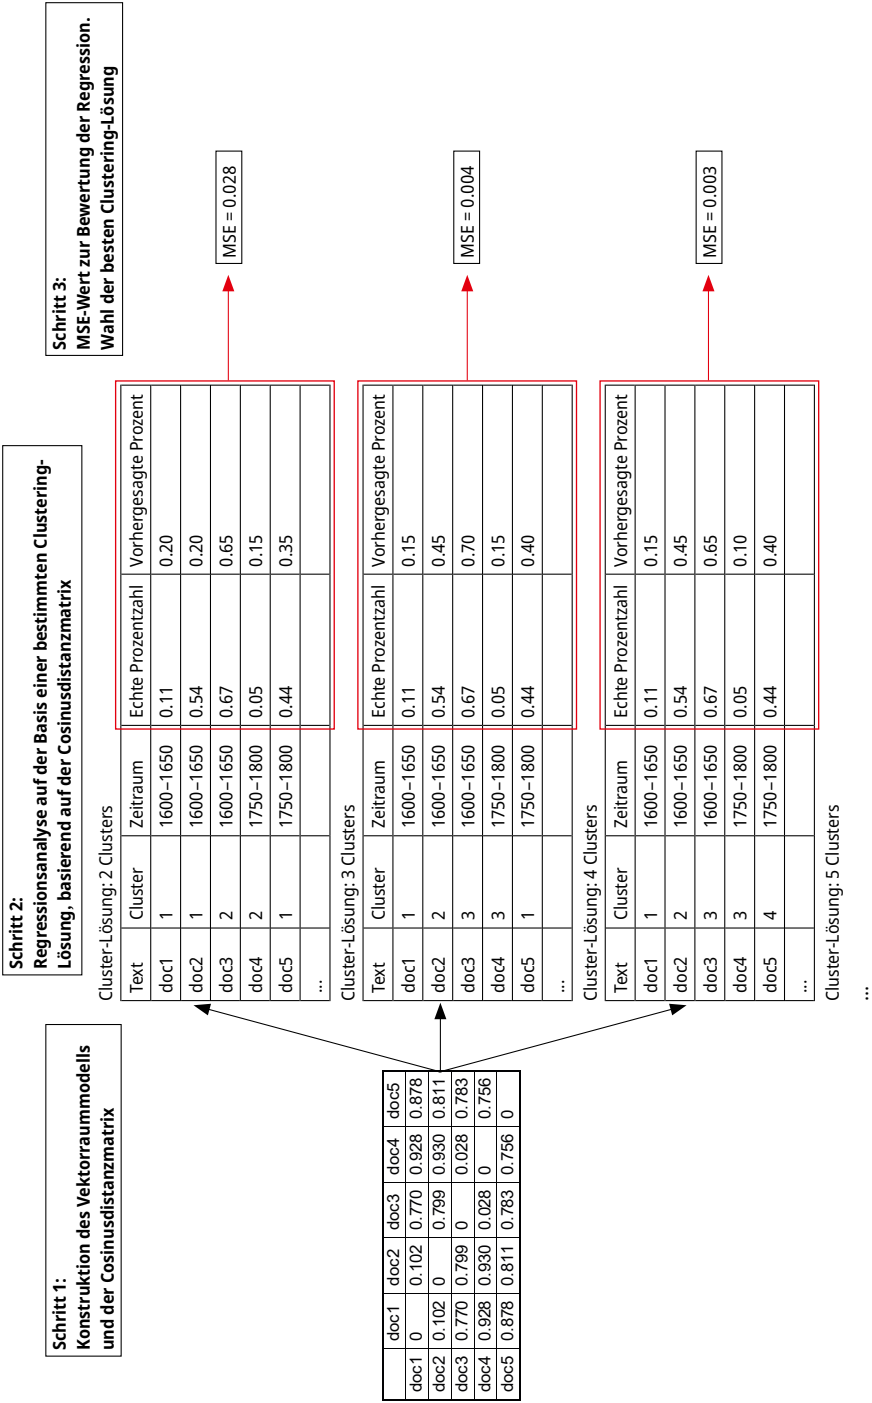 Schritt 1:
Konstruktion des Vektorraummodells
und der Cosinusdistanzmatrix
doc1 doc2 doc3 doc4 doc5
doc1 0 0.102 0.770 0.928 0.878
doc2 0.102 0 0.799 0.930 0.811
doc3 0.770 0.799 0 0.028 0.783
doc4 0.928 0.930 0.028 0 0.756
doc5 0.878 0.811 0.783 0.756 0
Schritt 2:
Regressionsanalyse auf der Basis einer bestimmten Clustering-
Lösung, basierend auf der Cosinusdistanzmatrix
Cluster-Lösung: 2 Clusters
Text Cluster Zeitraum Echte Prozentzahl Vorhergesagte Prozent
doc1 1 1600–1650 0.11 0.20
doc2 1 1600–1650 0.54 0.20
doc3 2 1600–1650 0.67 0.65
doc4 2 1750–1800 0.05 0.15
doc5 1 1750–1800 0.44 0.35
...
Cluster-Lösung: 3 Clusters
Text Cluster Zeitraum Echte Prozentzahl Vorhergesagte Prozent
doc1 1 1600–1650 0.11 0.15
doc2 2 1600–1650 0.54 0.45
doc3 3 1600–1650 0.67 0.70
doc4 3 1750–1800 0.05 0.15
doc5 1 1750–1800 0.44 0.40
...
Cluster-Lösung: 4 Clusters
Text Cluster Zeitraum Echte Prozentzahl Vorhergesagte Prozent
doc1 1 1600–1650 0.11 0.15
doc2 2 1600–1650 0.54 0.45
doc3 3 1600–1650 0.67 0.65
doc4 3 1750–1800 0.05 0.10
doc5 4 1750–1800 0.44 0.40
...
Cluster-Lösung: 5 Clusters
...
Schritt 3:
MSE-Wert zur Bewertung der Regression.
Wahl der besten Clustering-Lösung
MSE = 0.028
MSE = 0.004
MSE = 0.003